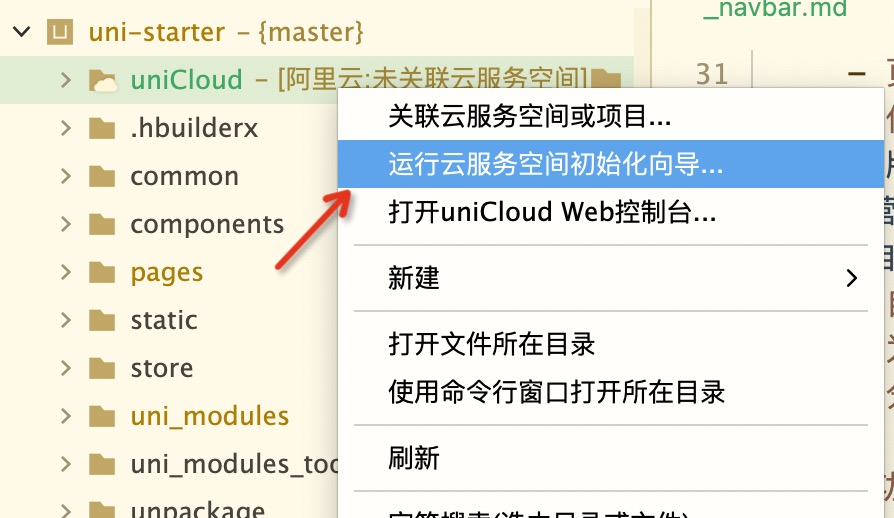 _navbar.md
uni-starter – {master}
31
uniCloud – [阿里云:未关联云服务空间]
关联云服务空间或项目...
.hbuilderx
运行云服务空间初始化向导...
common
打开uniCloud Web控制台...
components
pages
新建
static
打开文件所在目录
store
使用命令行窗口打开所在目录
uni_modules
刷新
uni_modules_too
unpackage